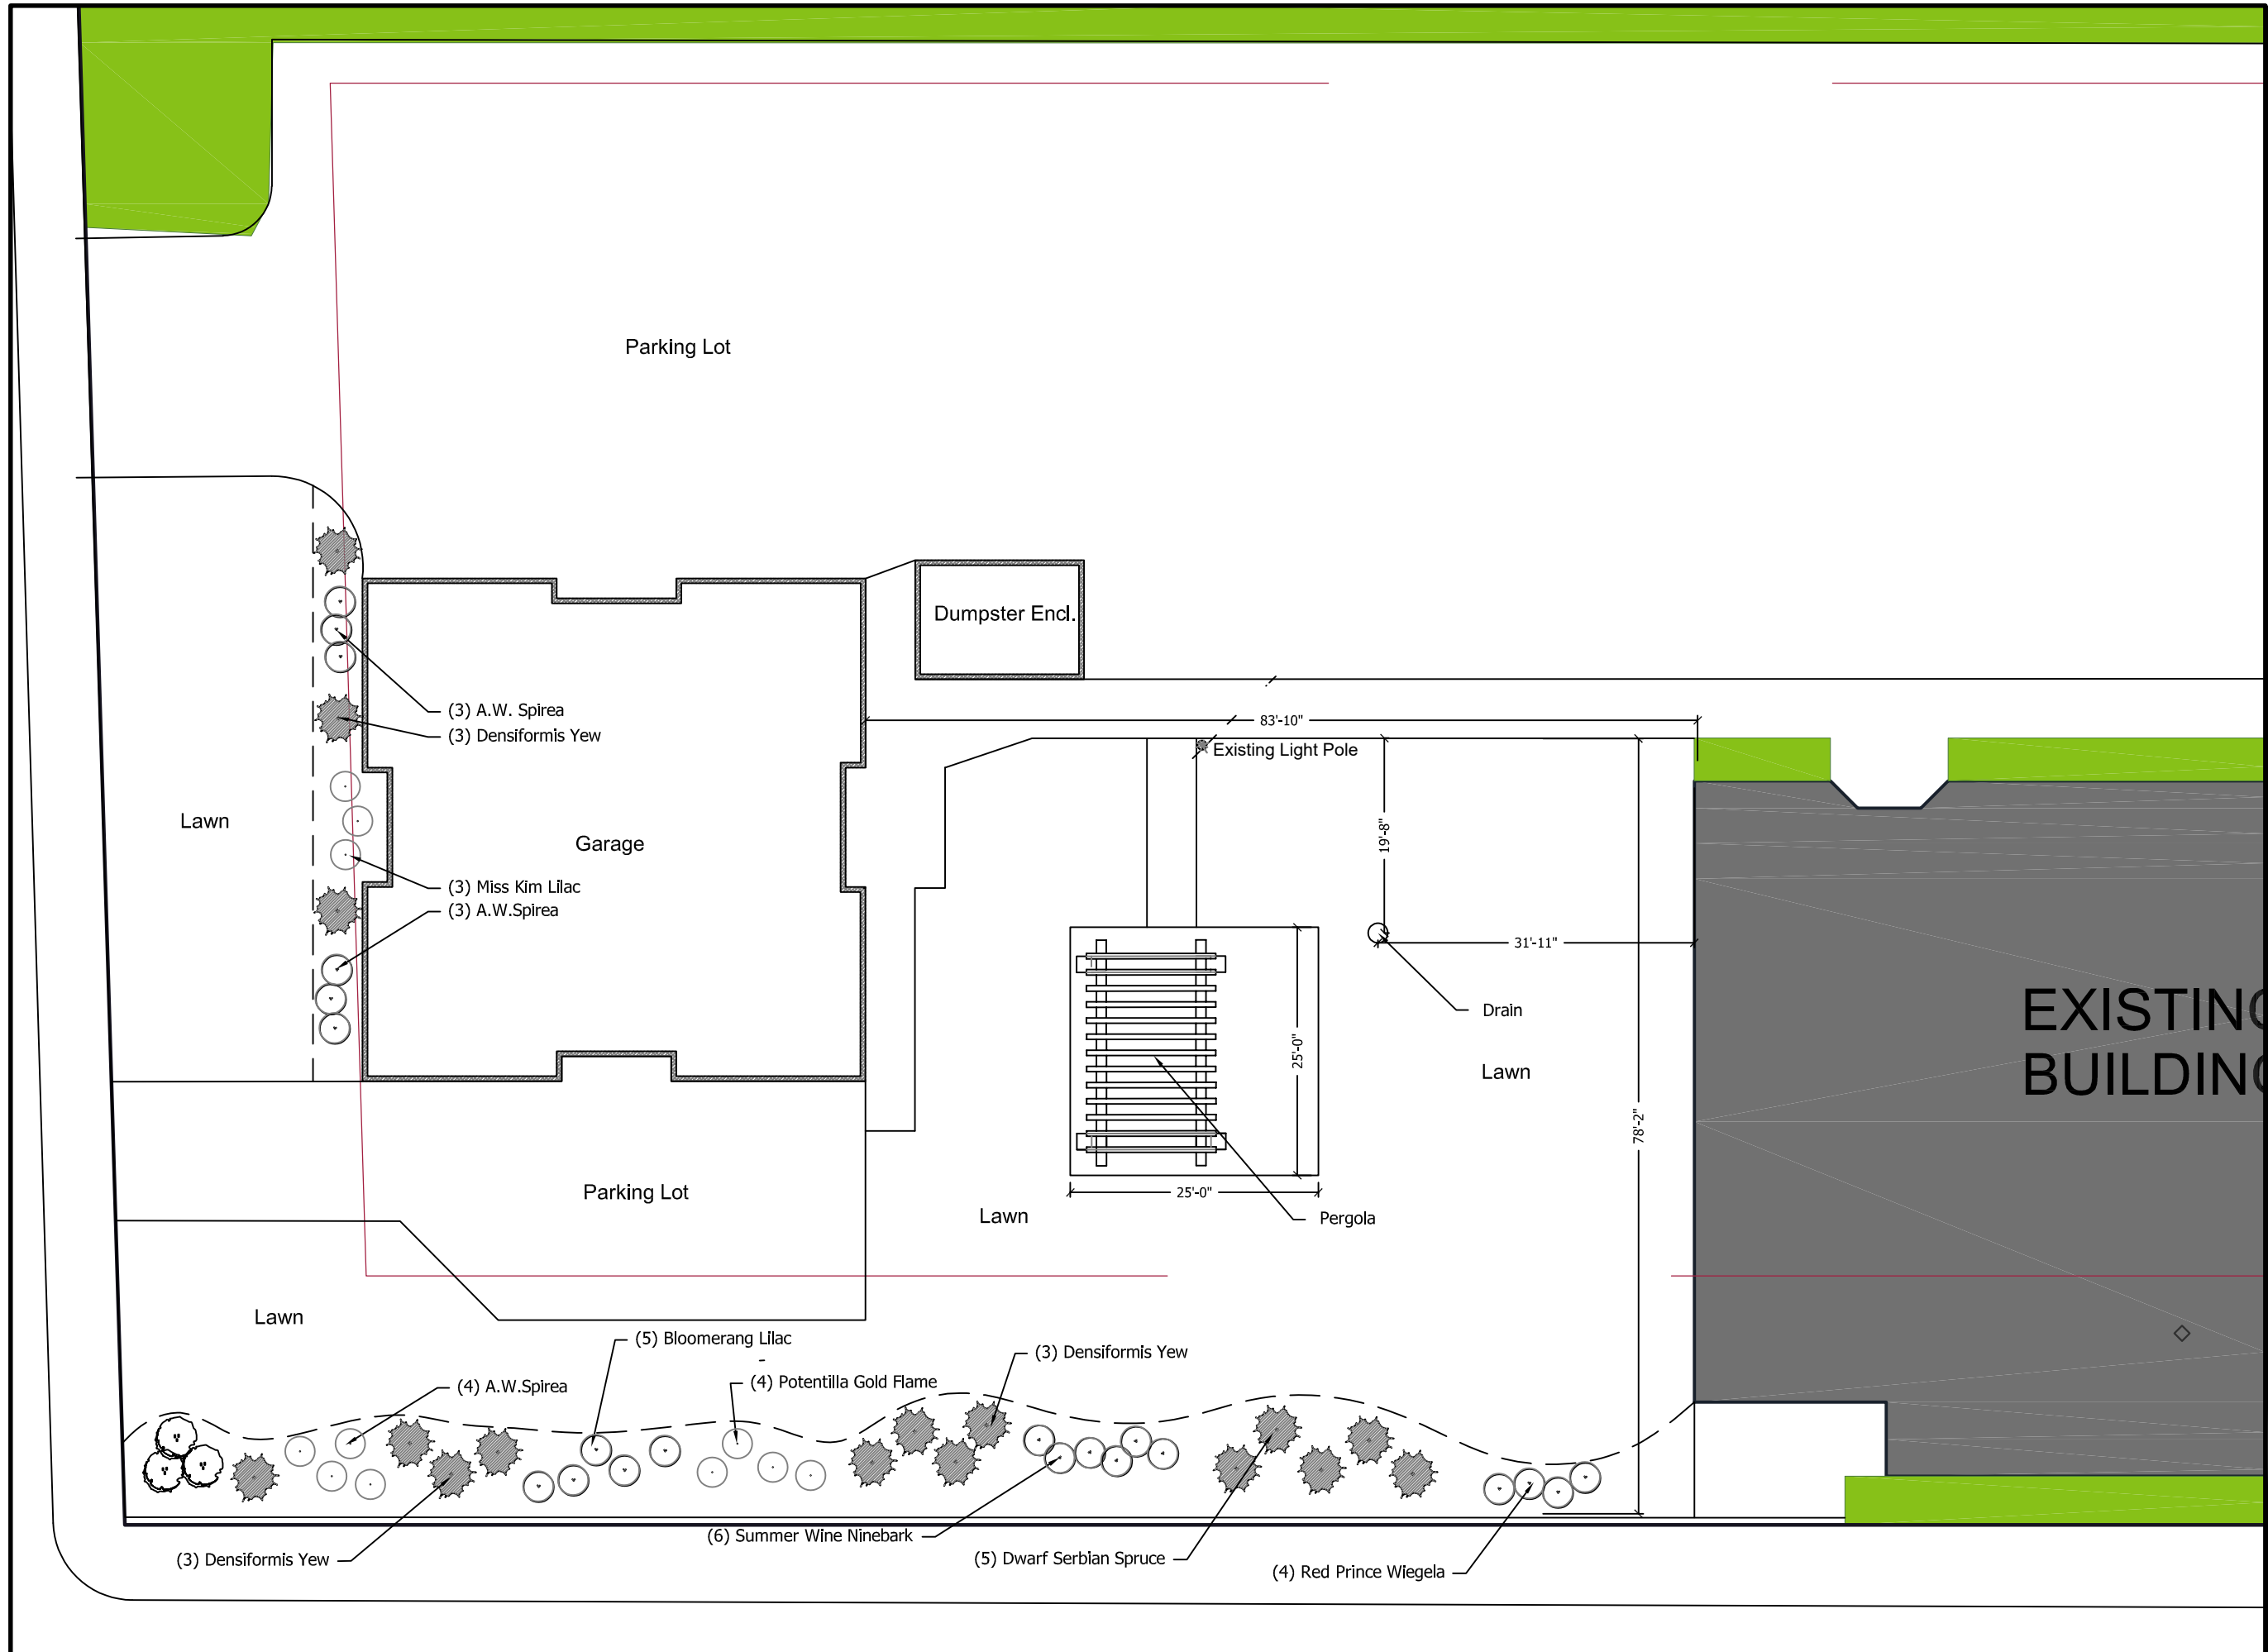 Parking Lot
Dumpster Encl.
(3) A.W. Spirea
83'-10"
(3) Densiformis Yew
Existing Light Pole
Lawn
19'-8"
Garage
(3) Miss Kim Lilac
(3) A.W.Spirea
31'-11"
Drain
EXISTING
BUILDING
25'-0"
Lawn
78'-2"
Parking Lot
25'-0"
Lawn
Pergola
Lawn
(5) Bloomerang Lilac
(3) Densiformis Yew
(4) A.W.Spirea
(4) Potentilla Gold Flame
(6) Summer Wine Ninebark
(3) Densiformis Yew
(5) Dwarf Serbian Spruce
(4) Red Prince Wiegela